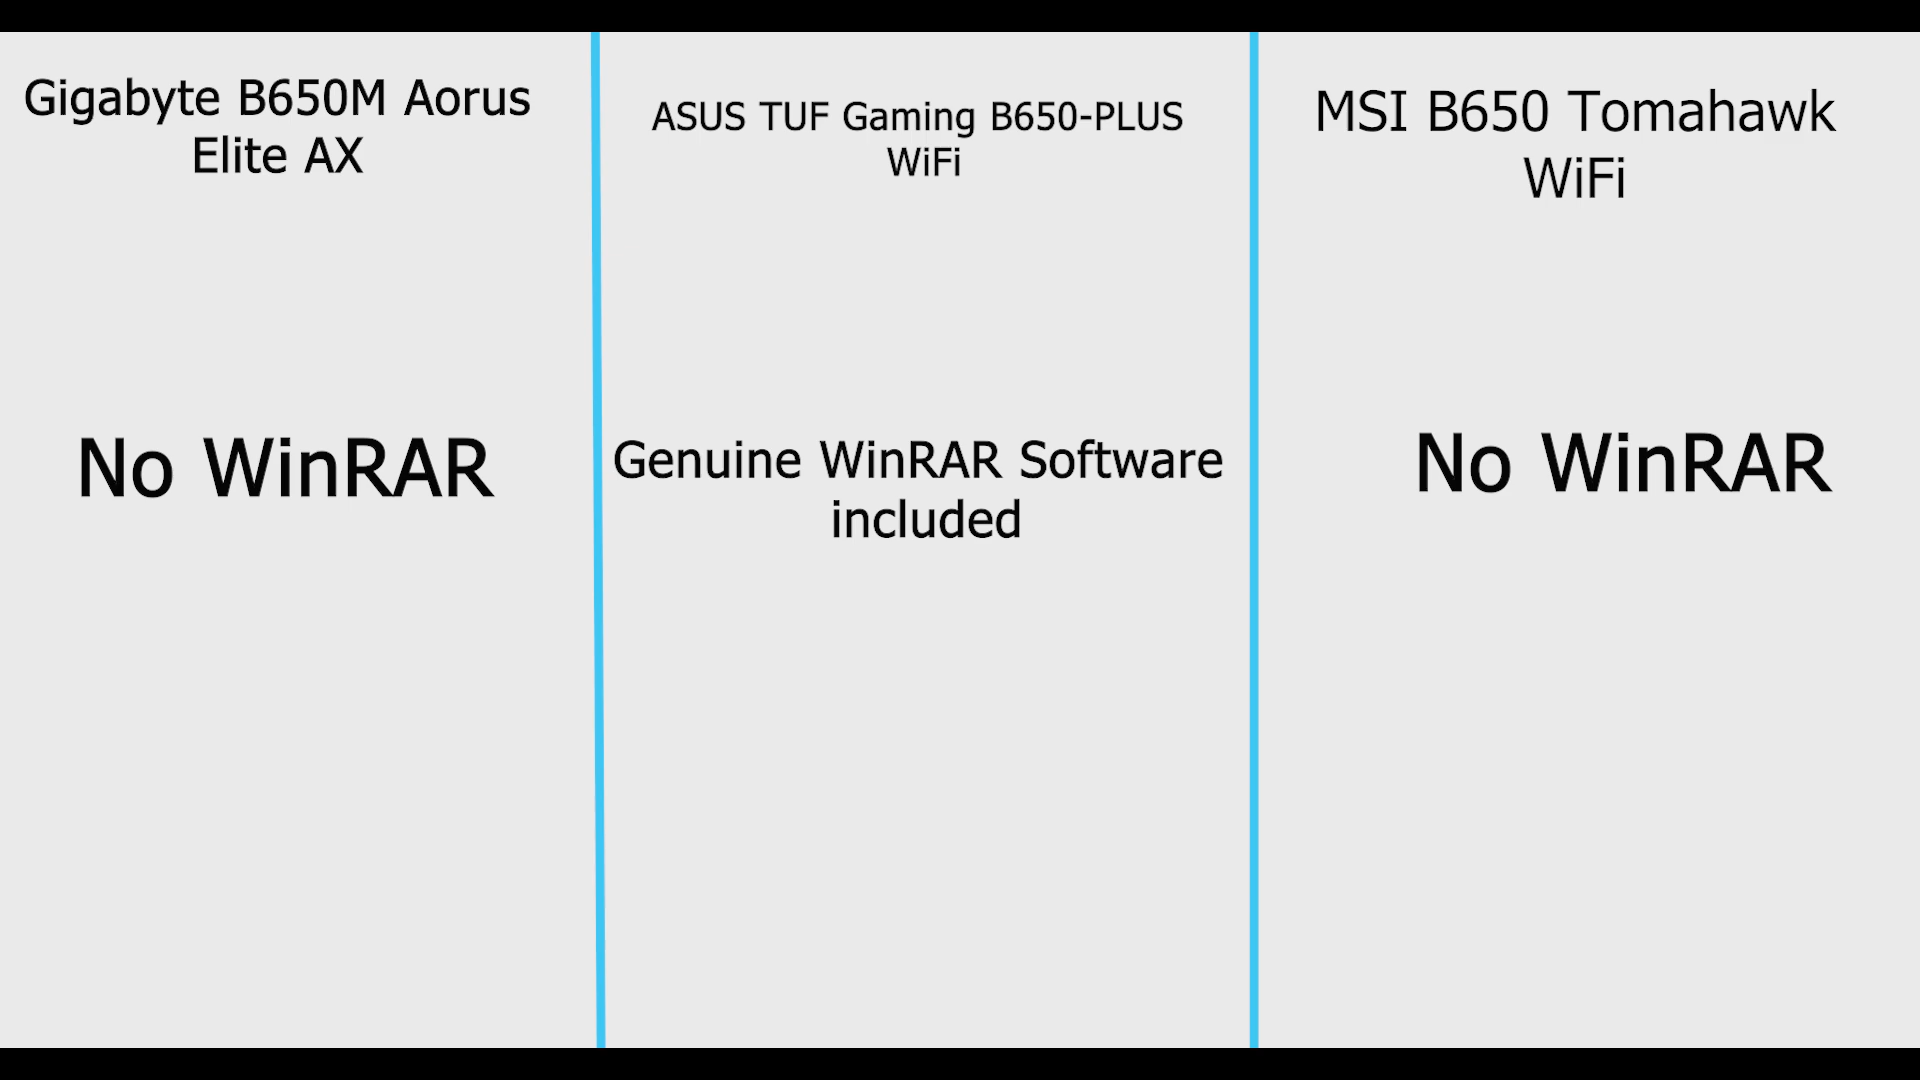 Gigabyte B650M Aorus
Elite AX
No WinRAR
ASUS TUF Gaming B650-PLUS
WiFi
Genuine WinRAR Software
included
MSI B650 Tomahawk
WiFi
No WinRAR